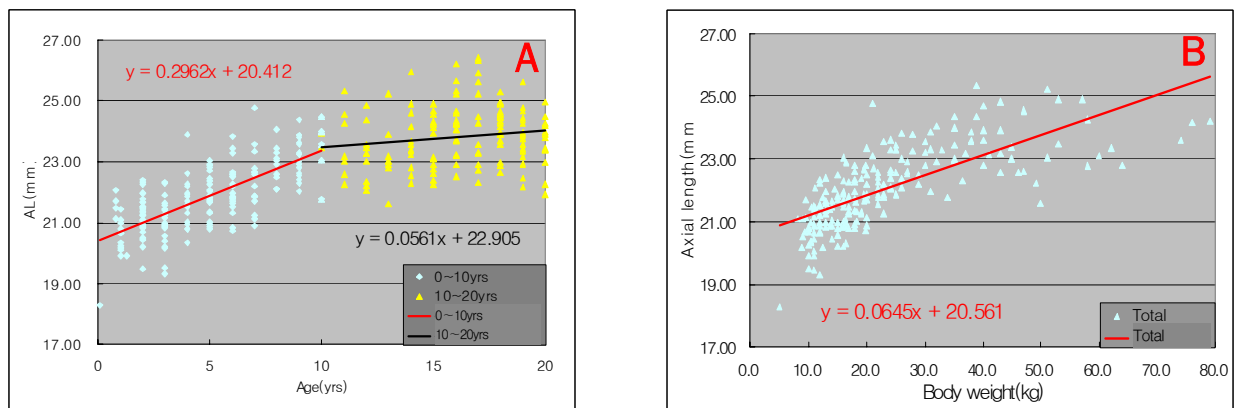 A
y = 0.2962x + 20.412
27.00
25.00
23.00
21.00
19.00
17.00
AL(mm)
y = 0.0561x + 22.905
0~10yrs
10~20yrs
0~10yrs
10~20yrs
0
5
10
15
20
Age(yrs)
B
27.00
25.00
23.00
21.00
19.00
17.00
Axial length(mm
y = 0.0645x + 20.561
Total
Total
0.0
10.0
20.0
30.0
40.0
50.0
60.0
70.0
80.0
Body weight(kg)